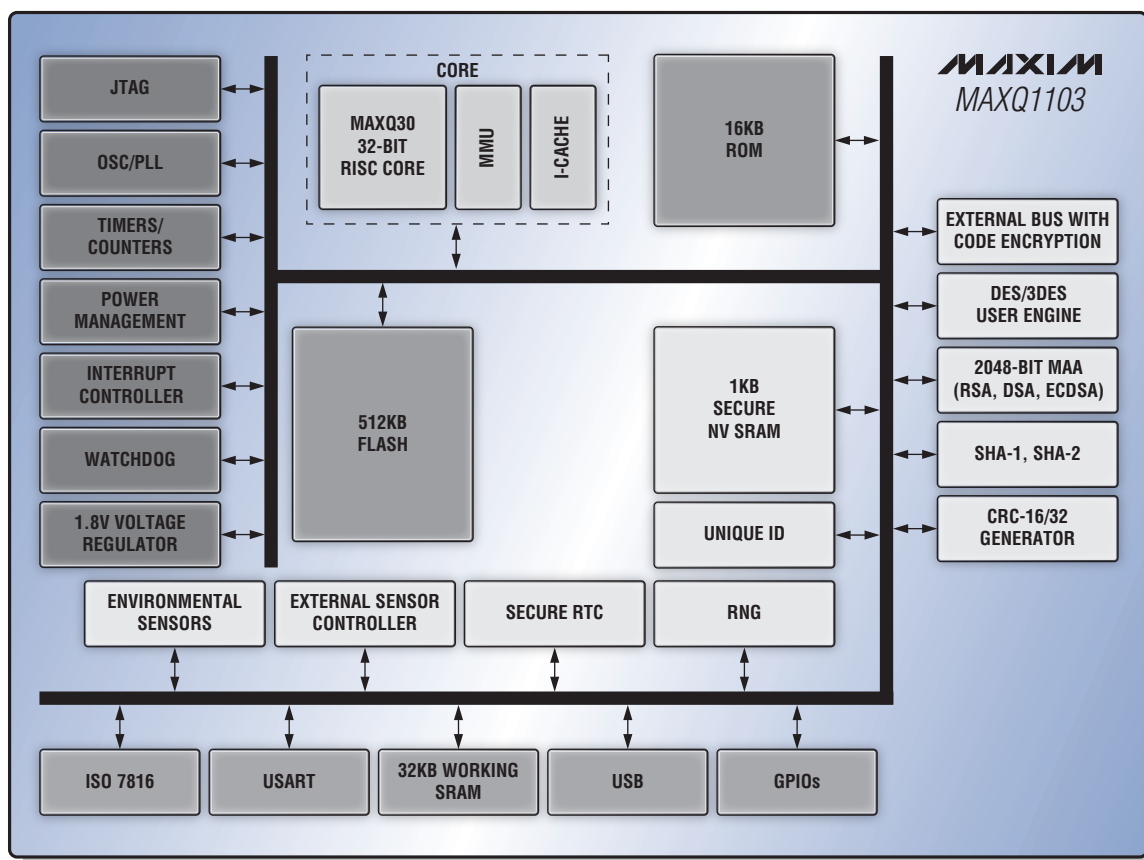 MAXIM
MAXQ1103
CORE
MAXQ30
32-BIT
RISC CORE
MMU
I-CACHE
16KB
ROM
JTAG
OSC/PLL
TIMERS/
COUNTERS
POWER
MANAGEMENT
INTERRUPT
CONTROLLER
WATCHDOG
1.8V VOLTAGE
REGULATOR
512KB
FLASH
1KB
SECURE
NV SRAM
UNIQUE ID
EXTERNAL BUS WITH
CODE ENCRYPTION
DES/3DES
USER ENGINE
2048-BIT MAA
(RSA, DSA, ECDSA)
SHA-1, SHA-2
CRC-16/32
GENERATOR
ENVIRONMENTAL
SENSORS
EXTERNAL SENSOR
CONTROLLER
SECURE RTC
RNG
ISO 7816
USART
32KB WORKING
SRAM
USB
GPIOs